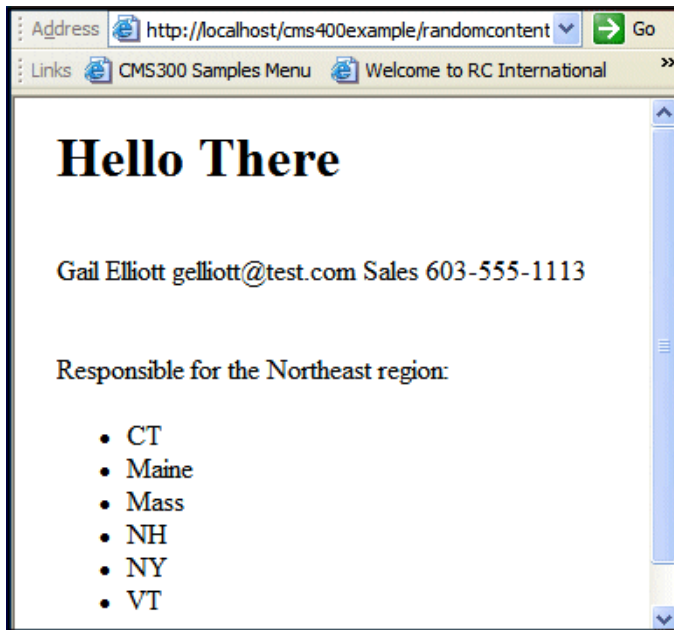 Address http://localhost/cms400example/randomcontent Go
Links CMS300 Samples Menu Welcome to RC International »
Hello There
Gail Elliott gelliott@test.com Sales 603-555-1113
Responsible for the Northeast region:
• CT
• Maine
• Mass
• NH
• NY
• VT